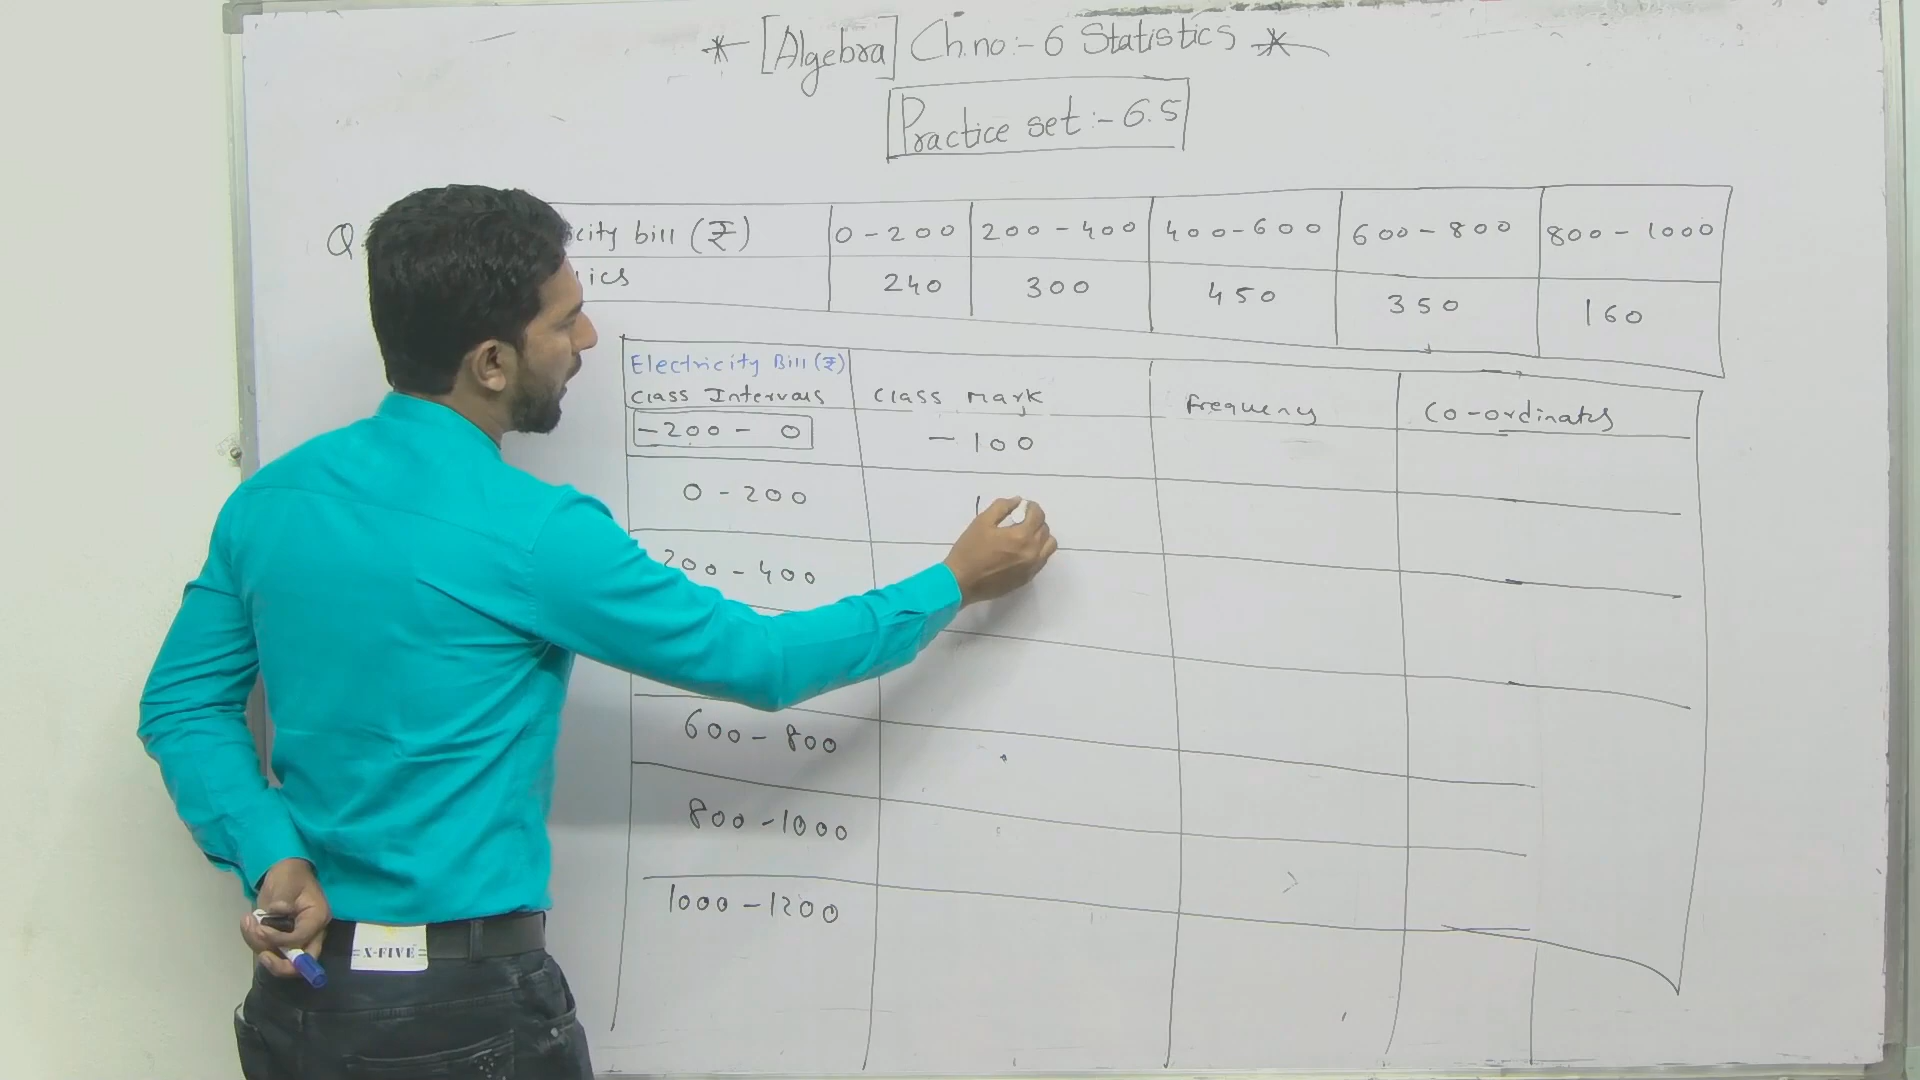 * [Algebra] Ch.no:- 6 Statistics *
Practice set:- 6.5
Q
bill (₹) 0-200 200-400 400-600 600-800 800-1000
240 300 450 350 160
Electricity Bill (₹)
Class Intervals Class Mark Frequency Co-ordinates
-200 - 0 -100
0-200
200-400
600-800
800-1000
1000-1200
X-FIVE